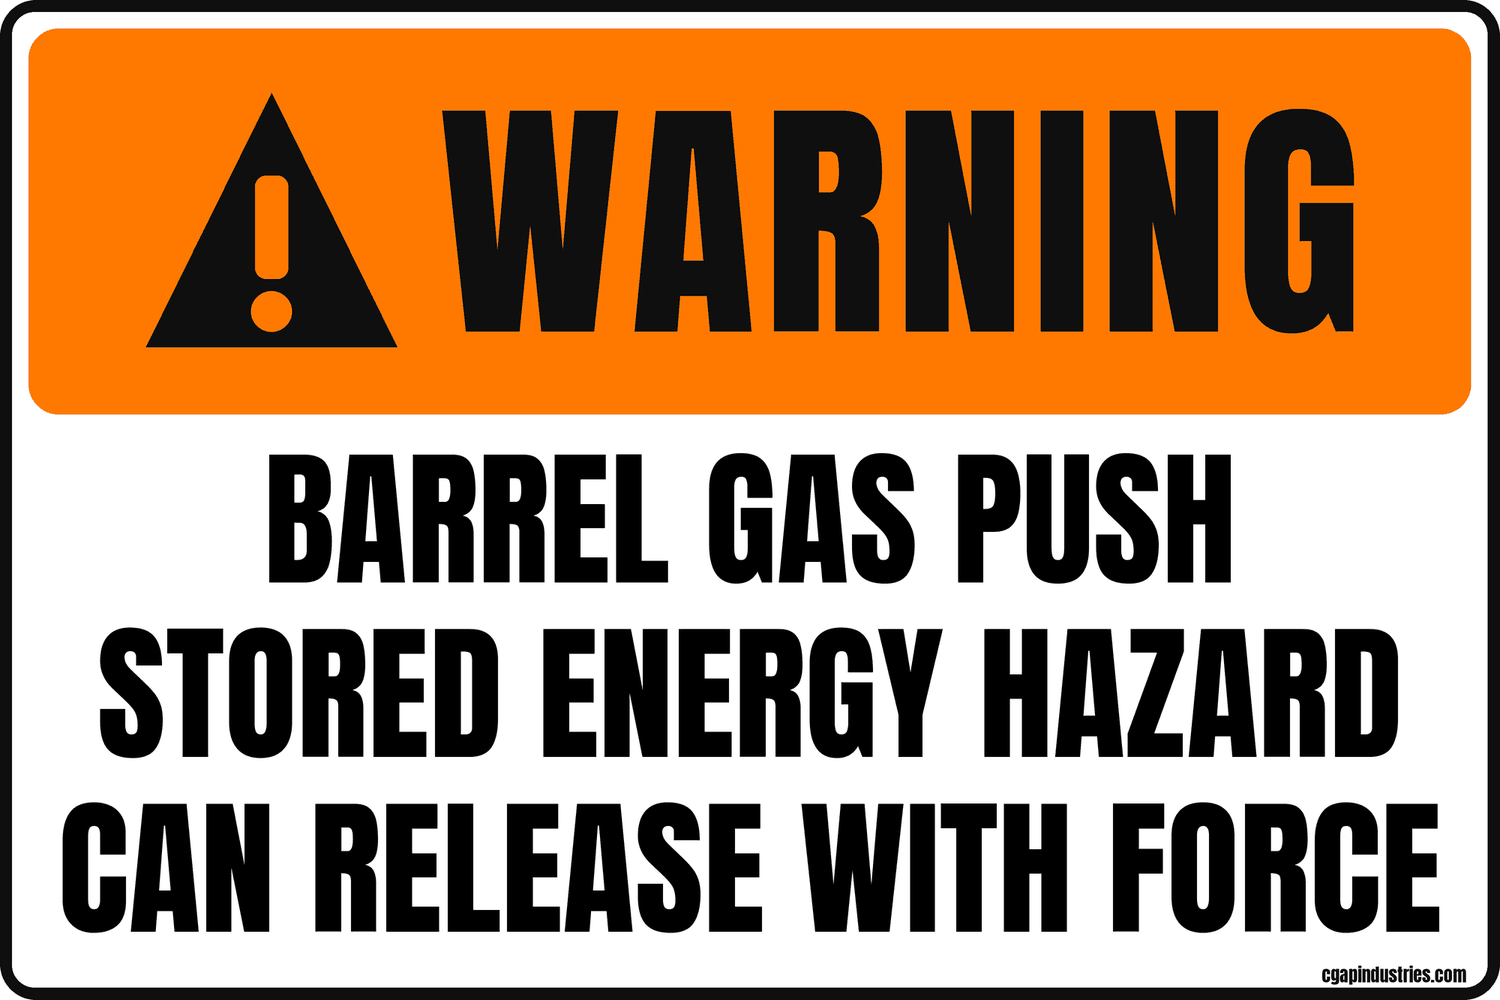 WARNING
BARREL GAS PUSH
STORED ENERGY HAZARD
CAN RELEASE WITH FORCE
cgapindustries.com